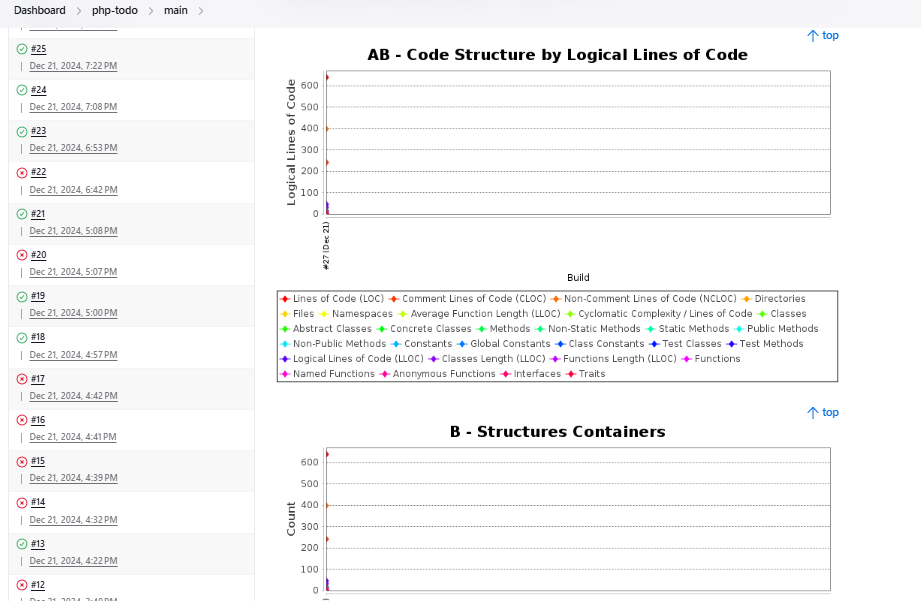 Dashboard > php-todo > main >
#25
| Dec 21, 2024, 7:22 PM
#24
| Dec 21, 2024, 7:08 PM
#23
| Dec 21, 2024, 6:53 PM
#22
| Dec 21, 2024, 6:42 PM
#21
| Dec 21, 2024, 5:08 PM
#20
| Dec 21, 2024, 5:07 PM
#19
| Dec 21, 2024, 5:00 PM
#18
| Dec 21, 2024, 4:57 PM
#17
| Dec 21, 2024, 4:42 PM
#16
| Dec 21, 2024, 4:41 PM
#15
| Dec 21, 2024, 4:39 PM
#14
| Dec 21, 2024, 4:32 PM
#13
| Dec 21, 2024, 4:22 PM
#12
top
AB - Code Structure by Logical Lines of Code
Logical Lines of Code
600
500
400
300
200
100
0
#27 (Dec 21)
Build
Lines of Code (LOC) Comment Lines of Code (CLOC) Non-Comment Lines of Code (NCLOC) Directories
Files Namespaces Average Function Length (LLOC) Cyclomatic Complexity / Lines of Code Classes
Abstract Classes Concrete Classes Methods Non-Static Methods Static Methods Public Methods
Non-Public Methods Constants Global Constants Class Constants Test Classes Test Methods
Logical Lines of Code (LLOC) Classes Length (LLOC) Functions Length (LLOC) Functions
Named Functions Anonymous Functions Interfaces Traits
top
B - Structures Containers
Count
600
500
400
300
200
100
0